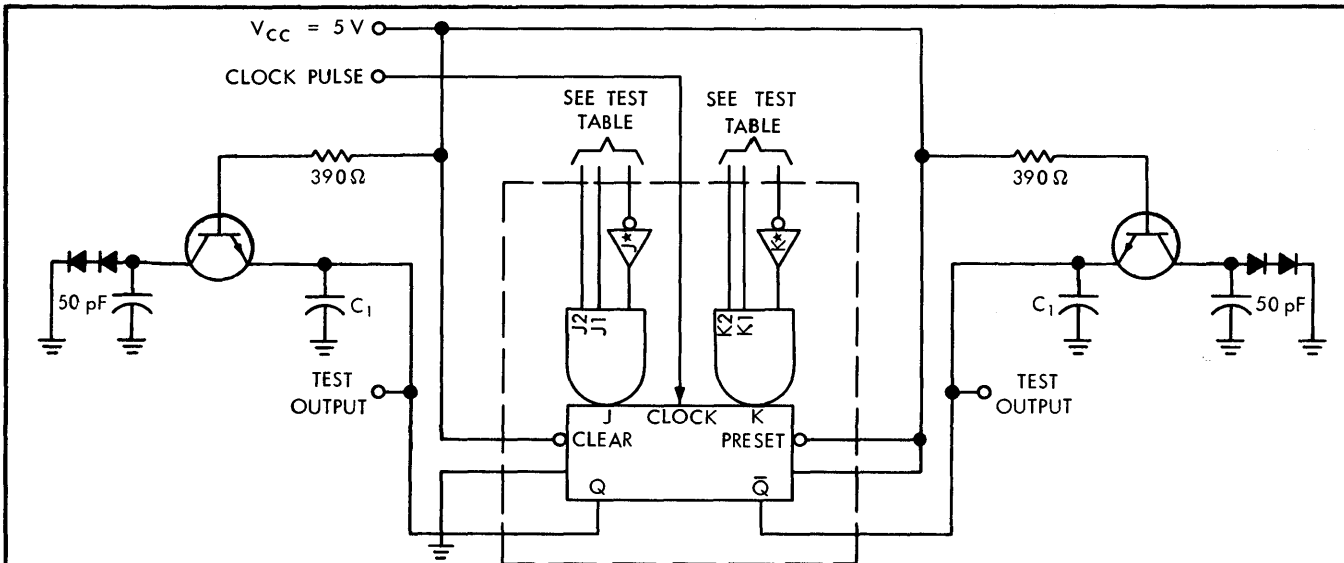 V_CC = 5 V
CLOCK PULSE
SEE TEST
TABLE
SEE TEST
TABLE
390 Ω
390 Ω
J*
K*
50 pF
C1
J2
J1
K2
K1
C1
50 pF
TEST
OUTPUT
TEST
OUTPUT
J CLOCK K
CLEAR PRESET
Q Q̄